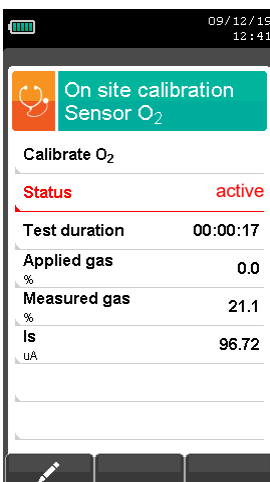 09/12/19
12:41
On site calibration
Sensor O₂
Calibrate O₂
Status active
Test duration 00:00:17
Applied gas
% 0.0
Measured gas
% 21.1
Is
uA 96.72